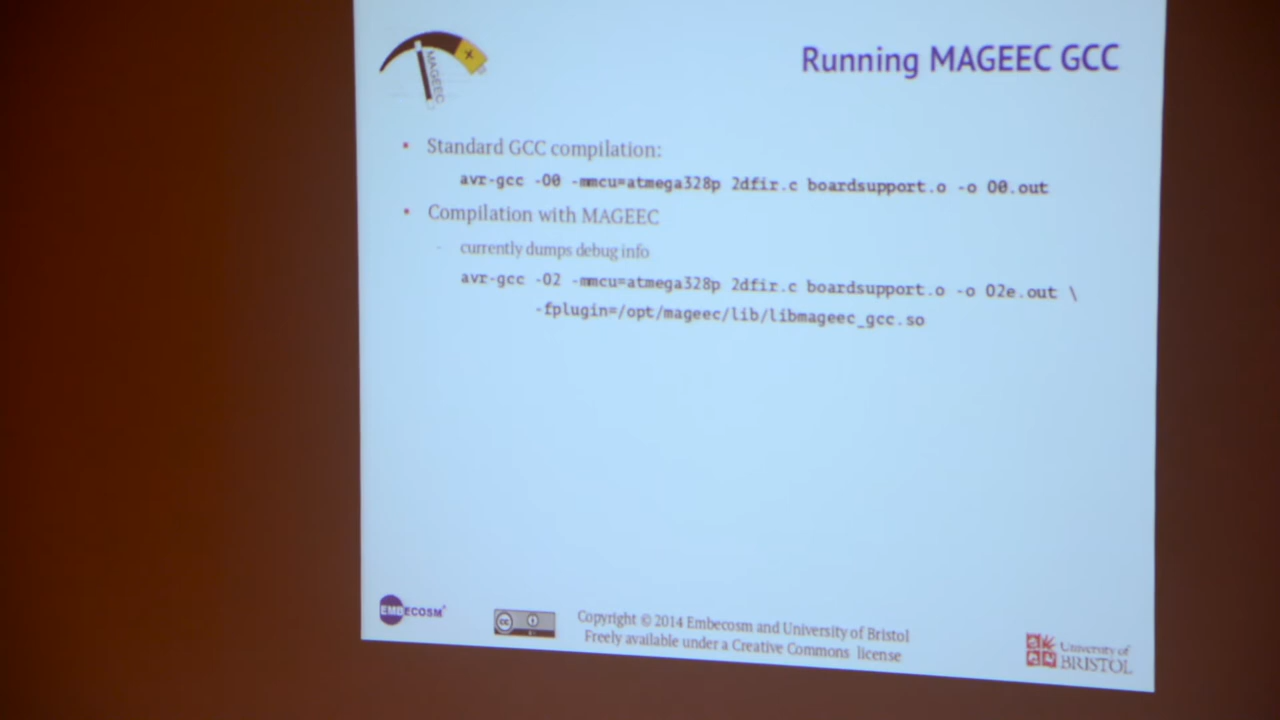 MAGEEC
Running MAGEEC GCC
Standard GCC compilation:
avr-gcc -O0 -mmcu=atmega328p 2dfir.c boardsupport.o -o O0.out
Compilation with MAGEEC
- currently dumps debug info
avr-gcc -O2 -mmcu=atmega328p 2dfir.c boardsupport.o -o O2e.out \
-fplugin=/opt/mageec/lib/libmageec_gcc.so
EMBECOSM
cc
Copyright © 2014 Embecosm and University of Bristol
Freely available under a Creative Commons license
University of
BRISTOL